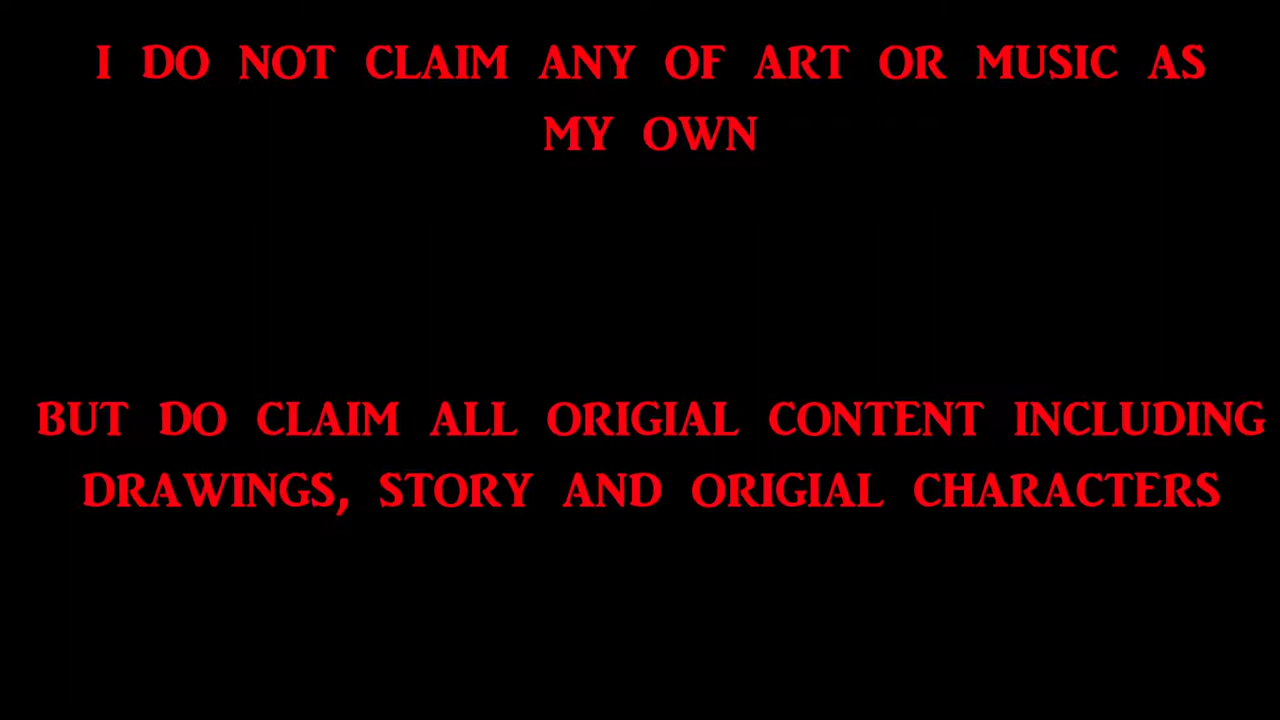 I DO NOT CLAIM ANY OF ART OR MUSIC AS
MY OWN
BUT DO CLAIM ALL ORIGIAL CONTENT INCLUDING
DRAWINGS, STORY AND ORIGIAL CHARACTERS